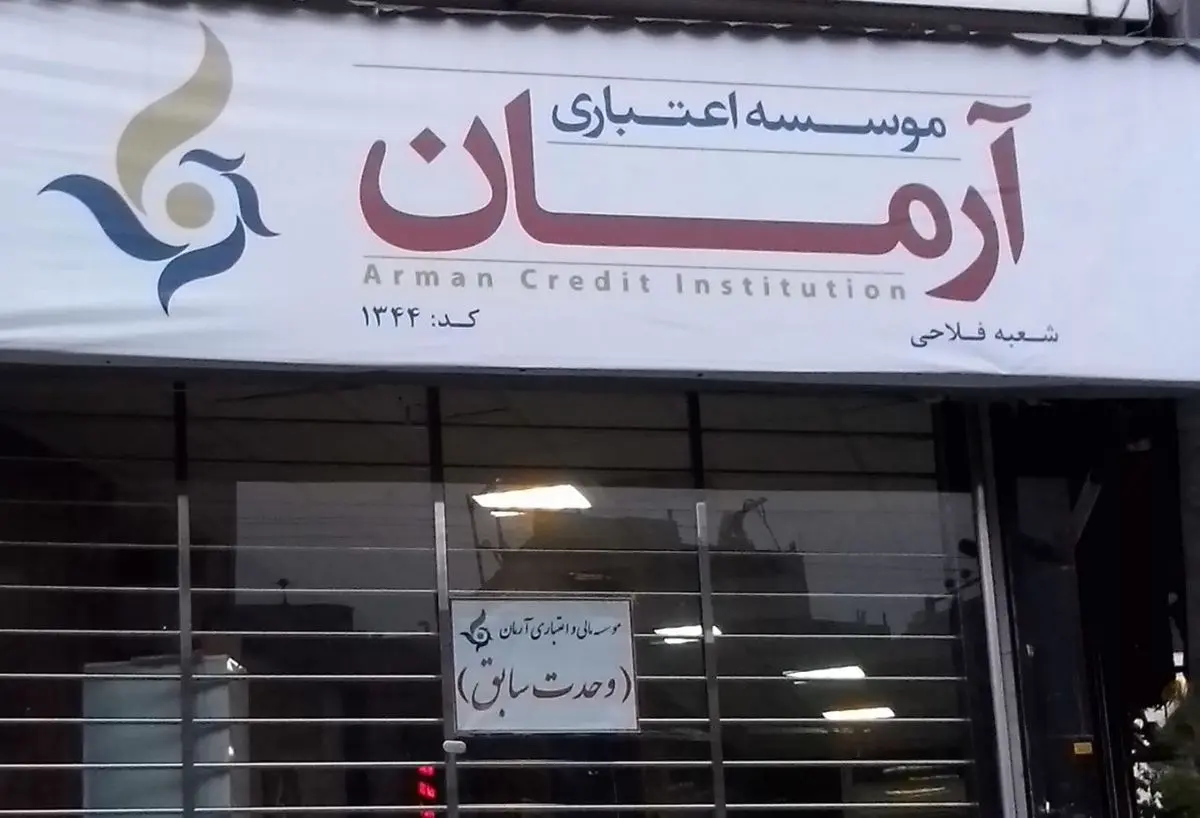 موسسه اعتباری
آرمان
Arman Credit Institution
شعبه فلاحی
کد: ۱۳۴۴
موسسه مالی و اعتباری آرمان
(وحدت سابق)